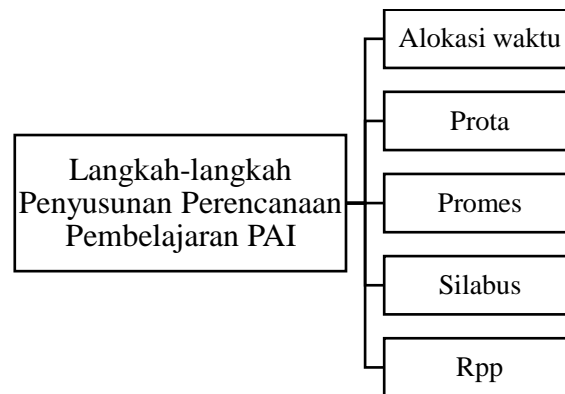 Langkah-langkah
Penyusunan Perencanaan
Pembelajaran PAI
Alokasi waktu
Prota
Promes
Silabus
Rpp